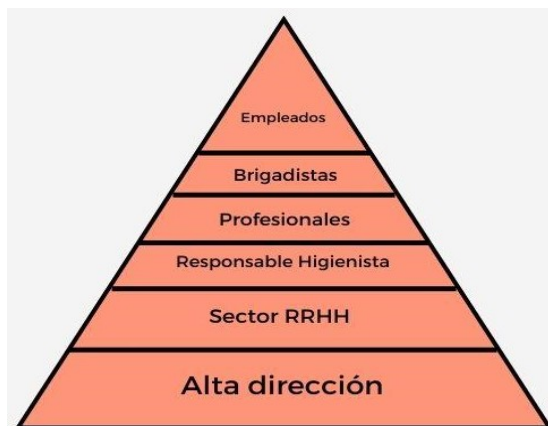 Empleados
Brigadistas
Profesionales
Responsable Higienista
Sector RRHH
Alta dirección